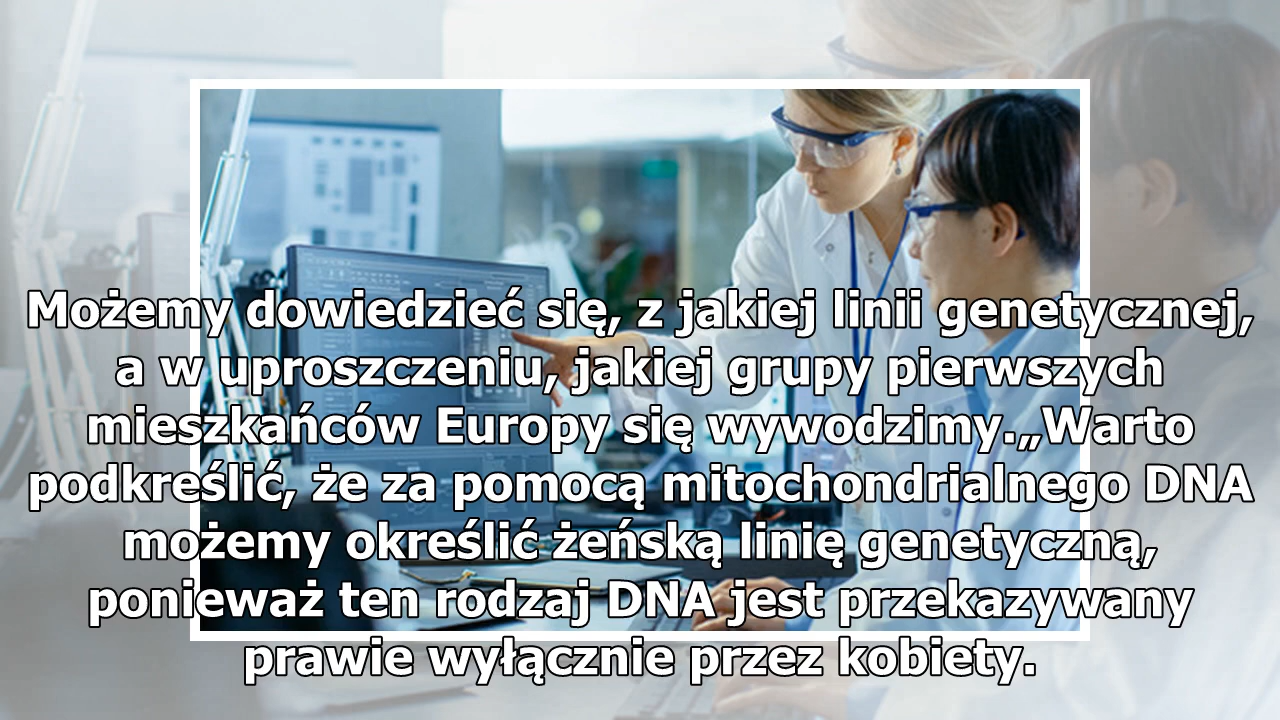 Możemy dowiedzieć się, z jakiej linii genetycznej,
a w uproszczeniu, jakiej grupy pierwszych
mieszkańców Europy się wywodzimy.„Warto
podkreślić, że za pomocą mitochondrialnego DNA
możemy określić żeńską linię genetyczną,
ponieważ ten rodzaj DNA jest przekazywany
prawie wyłącznie przez kobiety.